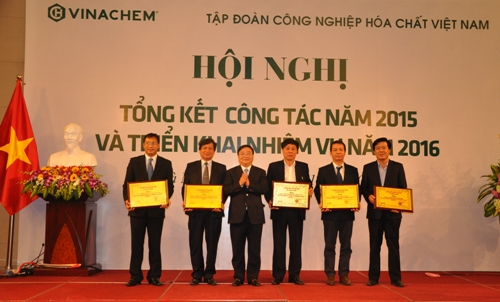 VINACHEM
TẬP ĐOÀN CÔNG NGHIỆP HÓA CHẤT VIỆT NAM
HỘI NGHỊ
TỔNG KẾT CÔNG TÁC NĂM 2015
VÀ TRIỂN KHAI NHIỆM VỤ NĂM 2016